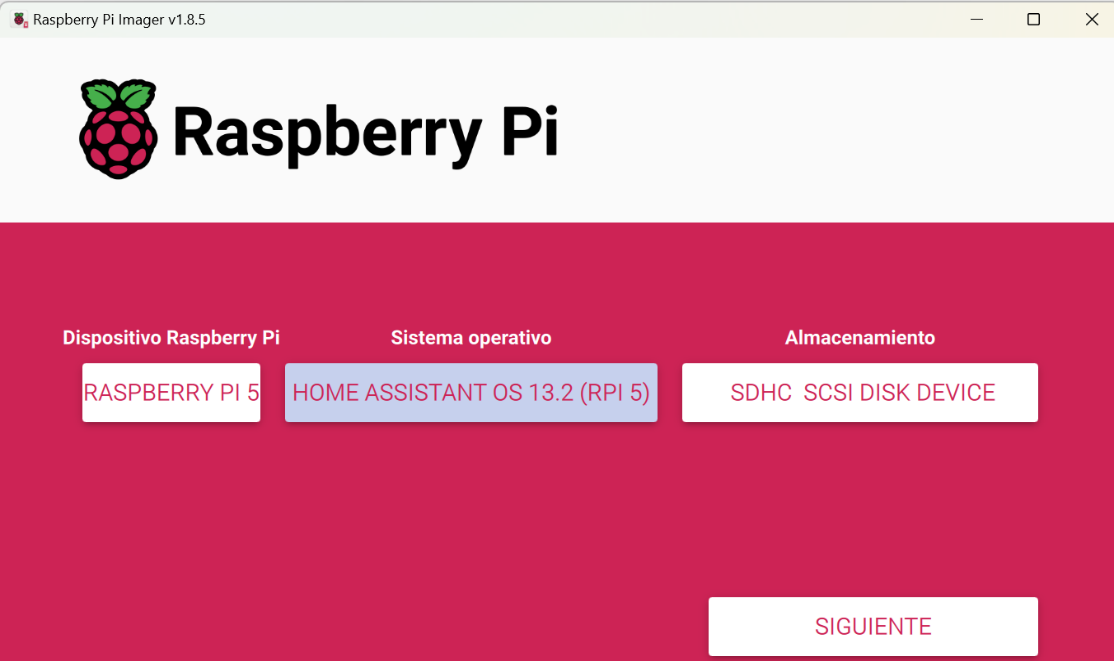 Raspberry Pi Imager v1.8.5
Raspberry Pi
Dispositivo Raspberry Pi
Sistema operativo
Almacenamiento
RASPBERRY PI 5
HOME ASSISTANT OS 13.2 (RPI 5)
SDHC  SCSI DISK DEVICE
SIGUIENTE